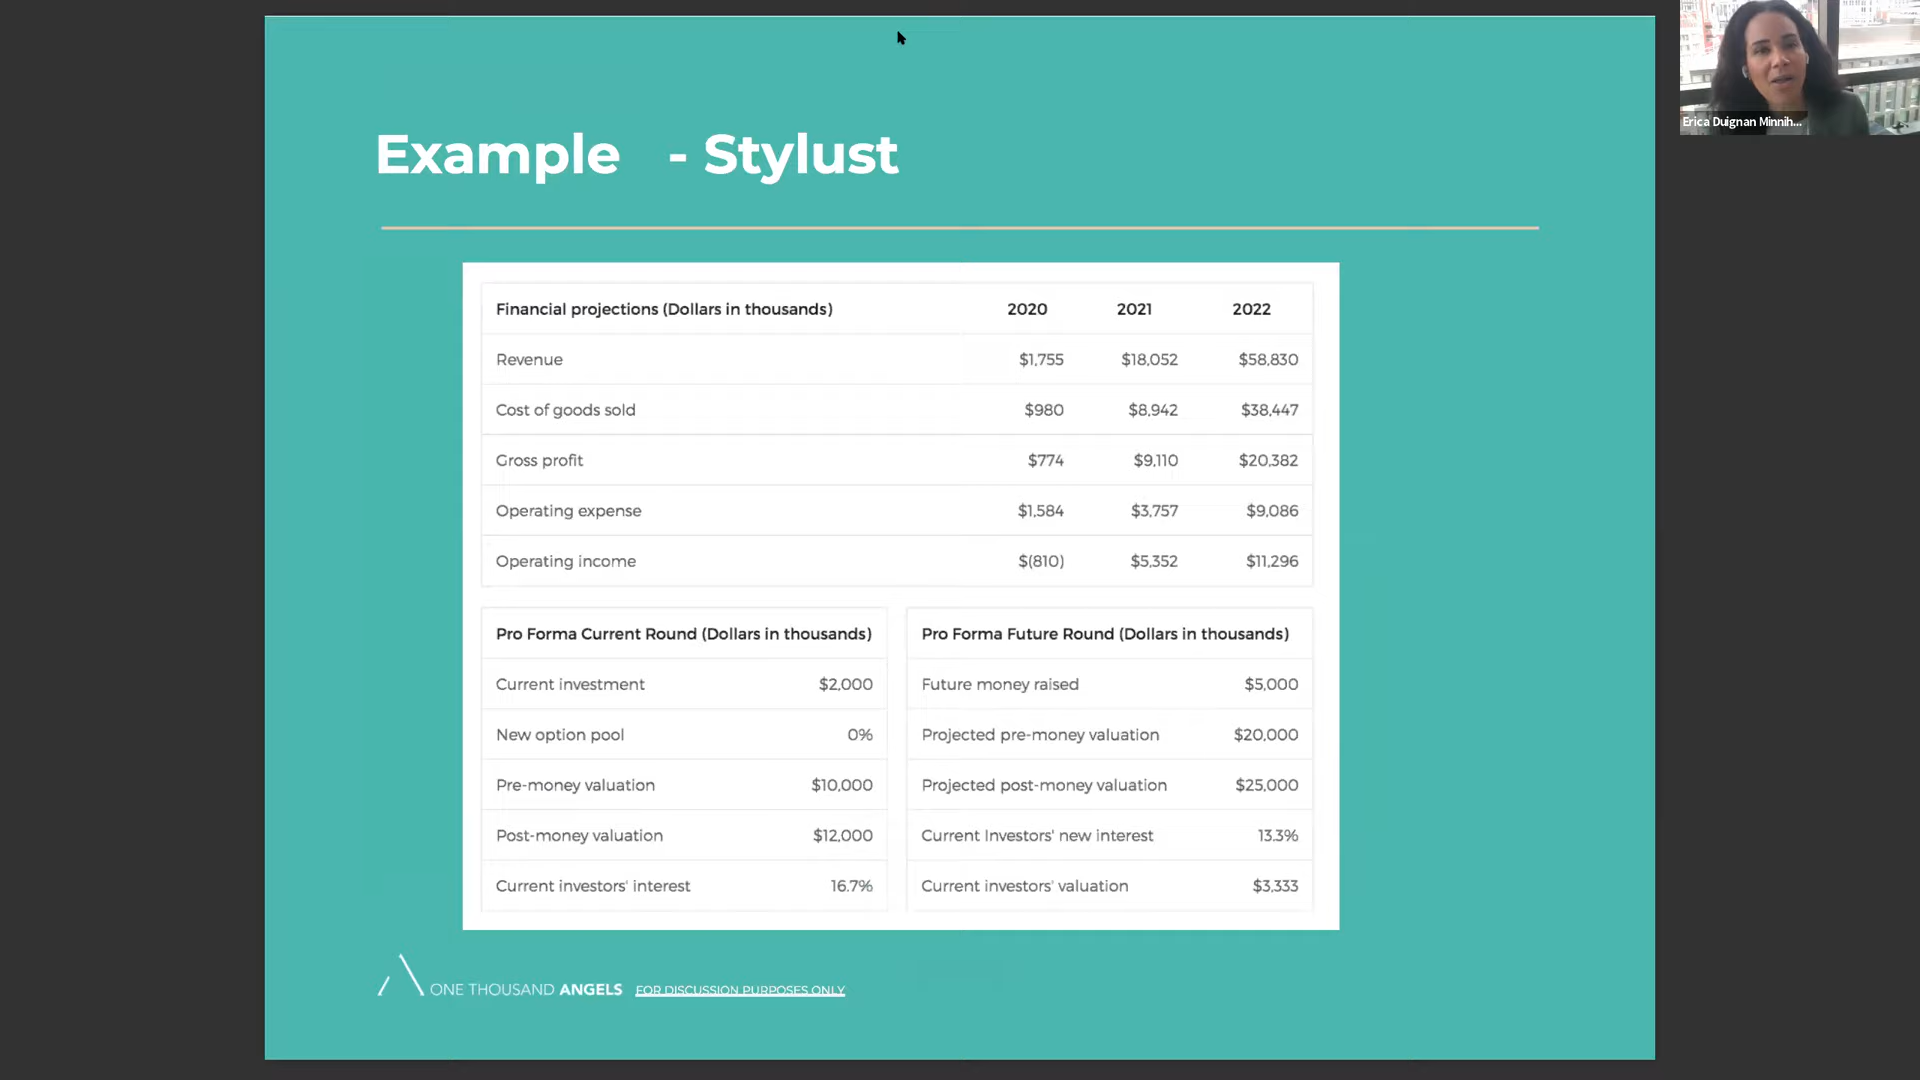 Erica Duignan Minnih...
Example - Stylust
Financial projections (Dollars in thousands) 2020 2021 2022
Revenue $1,755 $18,052 $58,830
Cost of goods sold $980 $8,942 $38,447
Gross profit $774 $9,110 $20,382
Operating expense $1,584 $3,757 $9,086
Operating income $(810) $5,352 $11,296
Pro Forma Current Round (Dollars in thousands)
Current investment $2,000
New option pool 0%
Pre-money valuation $10,000
Post-money valuation $12,000
Current investors' interest 16.7%
Pro Forma Future Round (Dollars in thousands)
Future money raised $5,000
Projected pre-money valuation $20,000
Projected post-money valuation $25,000
Current Investors' new interest 13.3%
Current investors' valuation $3,333
ONE THOUSAND ANGELS FOR DISCUSSION PURPOSES ONLY